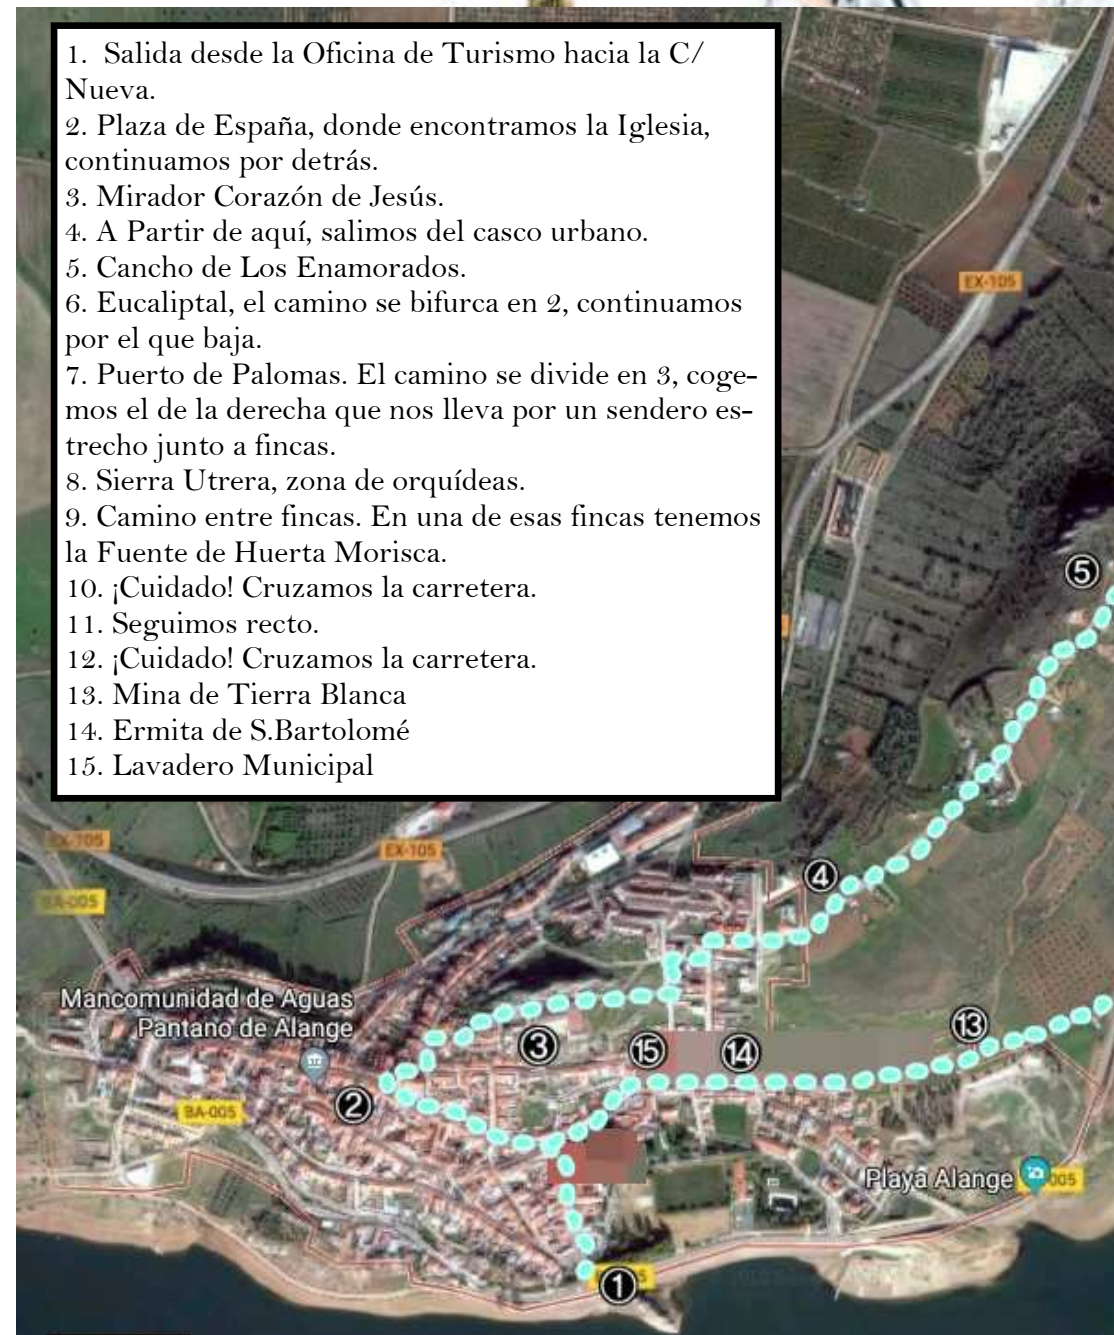 1. Salida desde la Oficina de Turismo hacia la C/
Nueva.
2. Plaza de España, donde encontramos la Iglesia,
continuamos por detrás.
3. Mirador Corazón de Jesús.
4. A Partir de aquí, salimos del casco urbano.
5. Cancho de Los Enamorados.
6. Eucaliptal, el camino se bifurca en 2, continuamos
por el que baja.
7. Puerto de Palomas. El camino se divide en 3, coge-
mos el de la derecha que nos lleva por un sendero es-
trecho junto a fincas.
8. Sierra Utrera, zona de orquídeas.
9. Camino entre fincas. En una de esas fincas tenemos
la Fuente de Huerta Morisca.
10. ¡Cuidado! Cruzamos la carretera.
11. Seguimos recto.
12. ¡Cuidado! Cruzamos la carretera.
13. Mina de Tierra Blanca
14. Ermita de S.Bartolomé
15. Lavadero Municipal
EX-105
5
EX-105
EX-105
4
BA-005
Mancomunidad de Aguas
Pantano de Alange
13
3
15
14
2
BA-005
Playa Alange
005
1